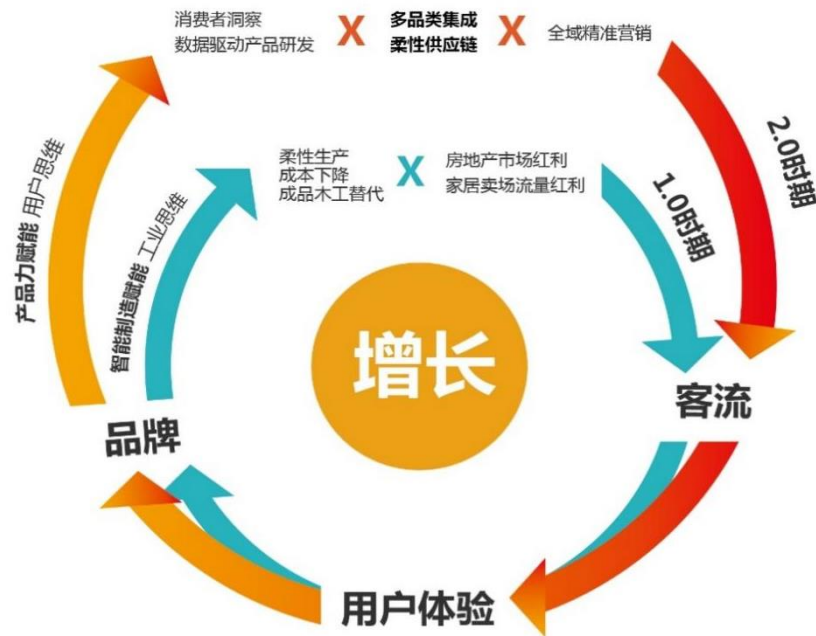 消费者洞察
数据驱动产品研发
X
多品类集成
柔性供应链
X
全域精准营销
2.0时期
产品力赋能 用户思维
柔性生产
成本下降
成品木工替代
X
房地产市场红利
家居卖场流量红利
1.0时期
智能制造赋能 工业思维
增长
客流
品牌
用户体验